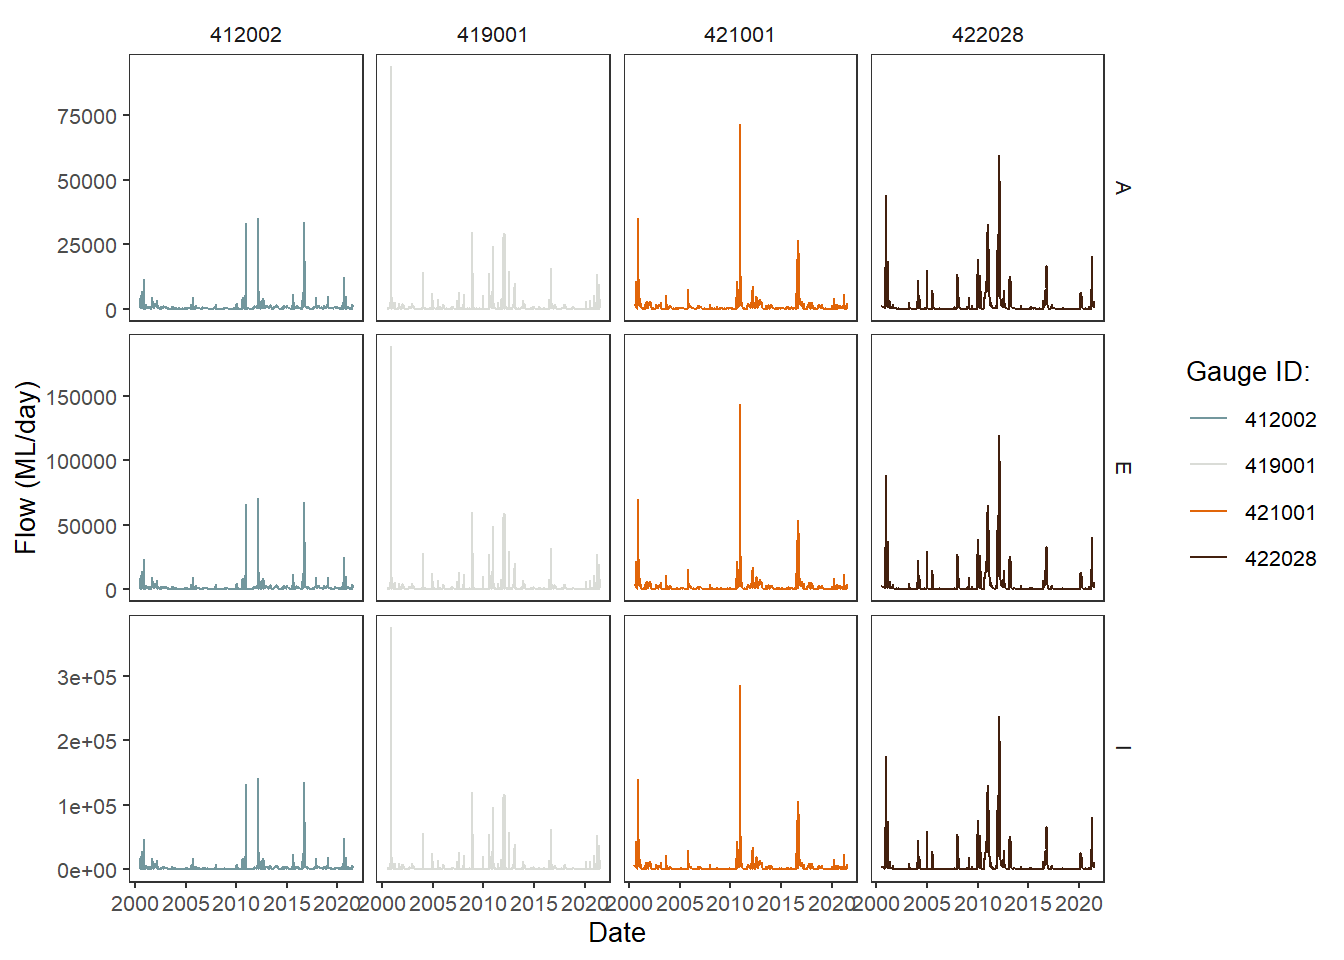 412002 419001 421001 422028
75000
50000
25000
0
A
150000
100000
50000
0
E
3e+05
2e+05
1e+05
0e+00
I
2000 2005 2010 2015 2020 2000 2005 2010 2015 2020 2000 2005 2010 2015 2020 2000 2005 2010 2015 2020
Date
Flow (ML/day)
Gauge ID:
412002
419001
421001
422028